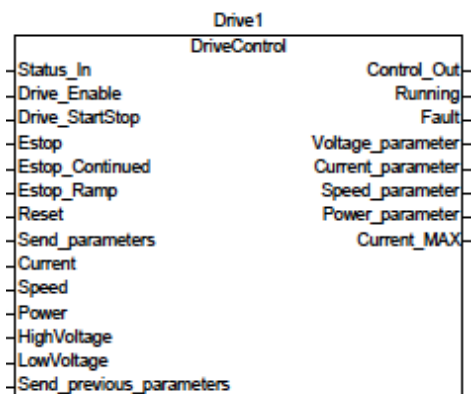 Drive1
DriveControl
Status_In Control_Out
Drive_Enable Running
Drive_StartStop Fault
Estop Voltage_parameter
Estop_Continued Current_parameter
Estop_Ramp Speed_parameter
Reset Power_parameter
Send_parameters Current_MAX
Current
Speed
Power
HighVoltage
LowVoltage
Send_previous_parameters